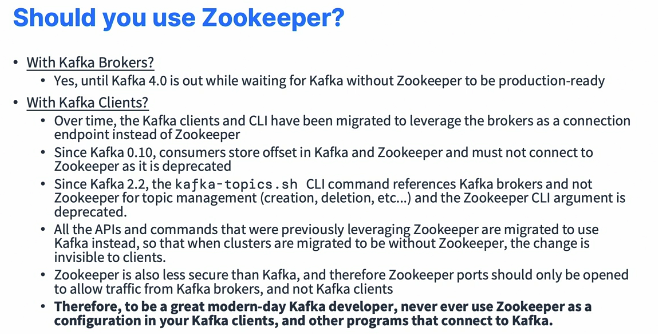 Should you use Zookeeper?
• With Kafka Brokers?
• Yes, until Kafka 4.0 is out while waiting for Kafka without Zookeeper to be production-ready
• With Kafka Clients?
• Over time, the Kafka clients and CLI have been migrated to leverage the brokers as a connection
endpoint instead of Zookeeper
• Since Kafka 0.10, consumers store offset in Kafka and Zookeeper and must not connect to
Zookeeper as it is deprecated
• Since Kafka 2.2, the kafka-topics.sh CLI command references Kafka brokers and not
Zookeeper for topic management (creation, deletion, etc...) and the Zookeeper CLI argument is
deprecated.
• All the APIs and commands that were previously leveraging Zookeeper are migrated to use
Kafka instead, so that when clusters are migrated to be without Zookeeper, the change is
invisible to clients.
• Zookeeper is also less secure than Kafka, and therefore Zookeeper ports should only be opened
to allow traffic from Kafka brokers, and not Kafka clients
• Therefore, to be a great modern-day Kafka developer, never ever use Zookeeper as a
configuration in your Kafka clients, and other programs that connect to Kafka.